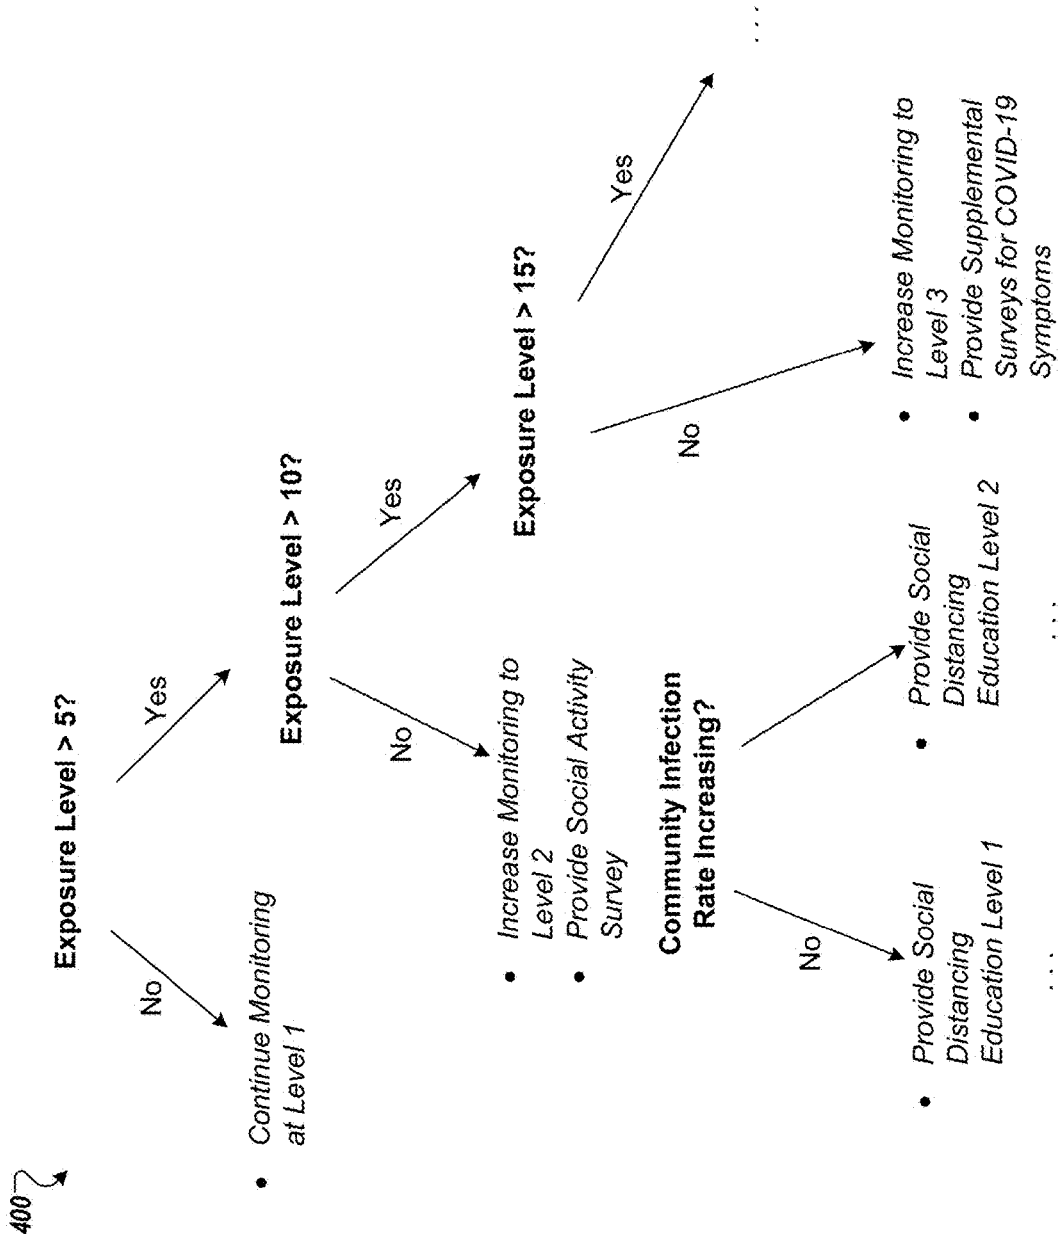 400
Exposure Level > 5?
No
Yes
• Continue Monitoring
at Level 1
Exposure Level > 10?
No
Yes
• Increase Monitoring to
Level 2
• Provide Social Activity
Survey
Exposure Level > 15?
No
Yes
Community Infection
Rate Increasing?
No
• Provide Social
Distancing
Education Level 1
. . .
• Provide Social
Distancing
Education Level 2
. . .
• Increase Monitoring to
Level 3
• Provide Supplemental
Surveys for COVID-19
Symptoms
. . .